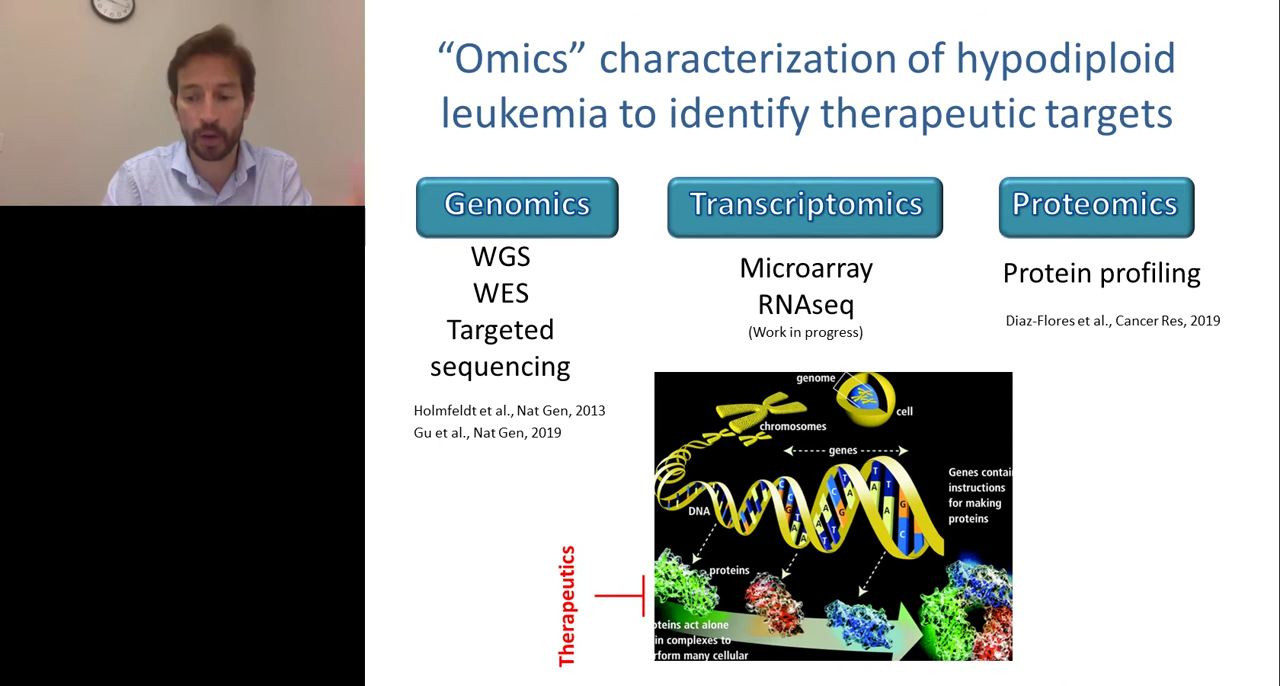 “Omics” characterization of hypodiploid
leukemia to identify therapeutic targets
Genomics
WGS
WES
Targeted
sequencing
Holmfeldt et al., Nat Gen, 2013
Gu et al., Nat Gen, 2019
Transcriptomics
Microarray
RNAseq
(Work in progress)
Proteomics
Protein profiling
Diaz-Flores et al., Cancer Res, 2019
genome
cell
chromosomes
genes
Genes contai
instructions
for making
proteins
DNA
proteins
oteins act alone
in complexes to
rform many cellular
Therapeutics